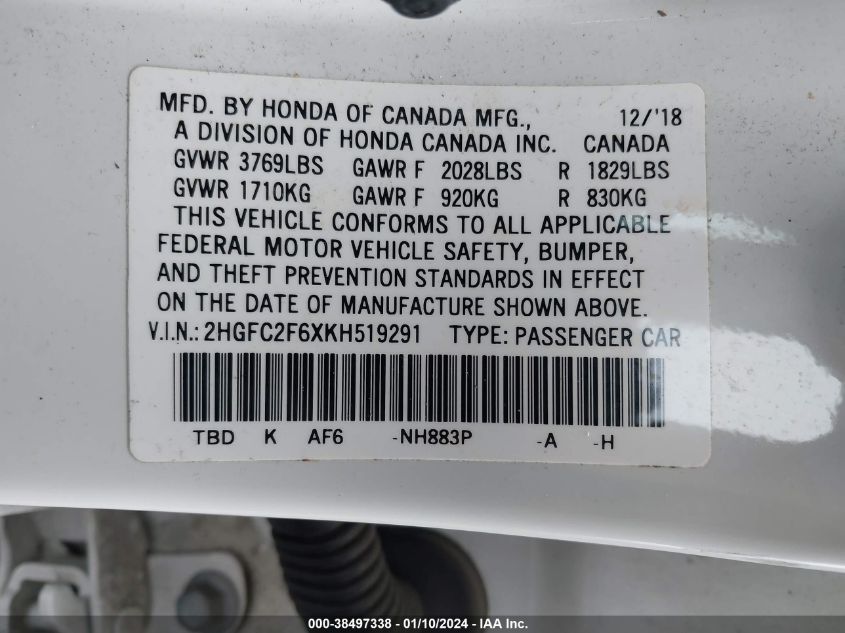 MFD. BY HONDA OF CANADA MFG., 12/'18
A DIVISION OF HONDA CANADA INC. CANADA
GVWR 3769LBS GAWR F 2028LBS R 1829LBS
GVWR 1710KG GAWR F 920KG R 830KG
THIS VEHICLE CONFORMS TO ALL APPLICABLE
FEDERAL MOTOR VEHICLE SAFETY, BUMPER,
AND THEFT PREVENTION STANDARDS IN EFFECT
ON THE DATE OF MANUFACTURE SHOWN ABOVE.
V.I.N.: 2HGFC2F6XKH519291 TYPE: PASSENGER CAR
TBD K AF6 -NH883P -A -H
000-38497338 - 01/10/2024 - IAA Inc.